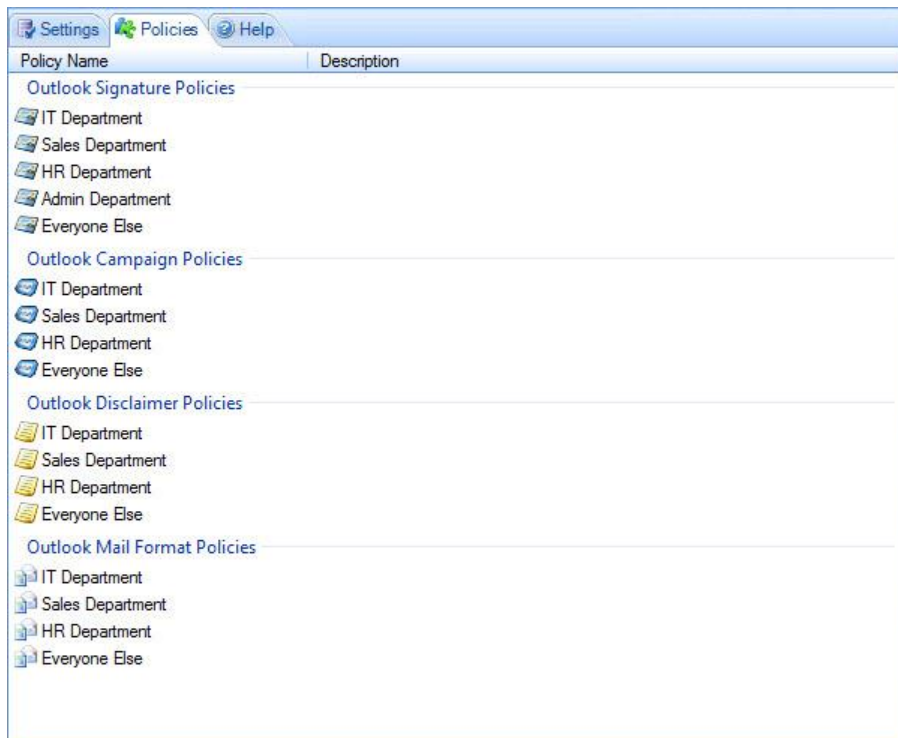 Settings Policies Help
Policy Name Description
Outlook Signature Policies
IT Department
Sales Department
HR Department
Admin Department
Everyone Else
Outlook Campaign Policies
IT Department
Sales Department
HR Department
Everyone Else
Outlook Disclaimer Policies
IT Department
Sales Department
HR Department
Everyone Else
Outlook Mail Format Policies
IT Department
Sales Department
HR Department
Everyone Else